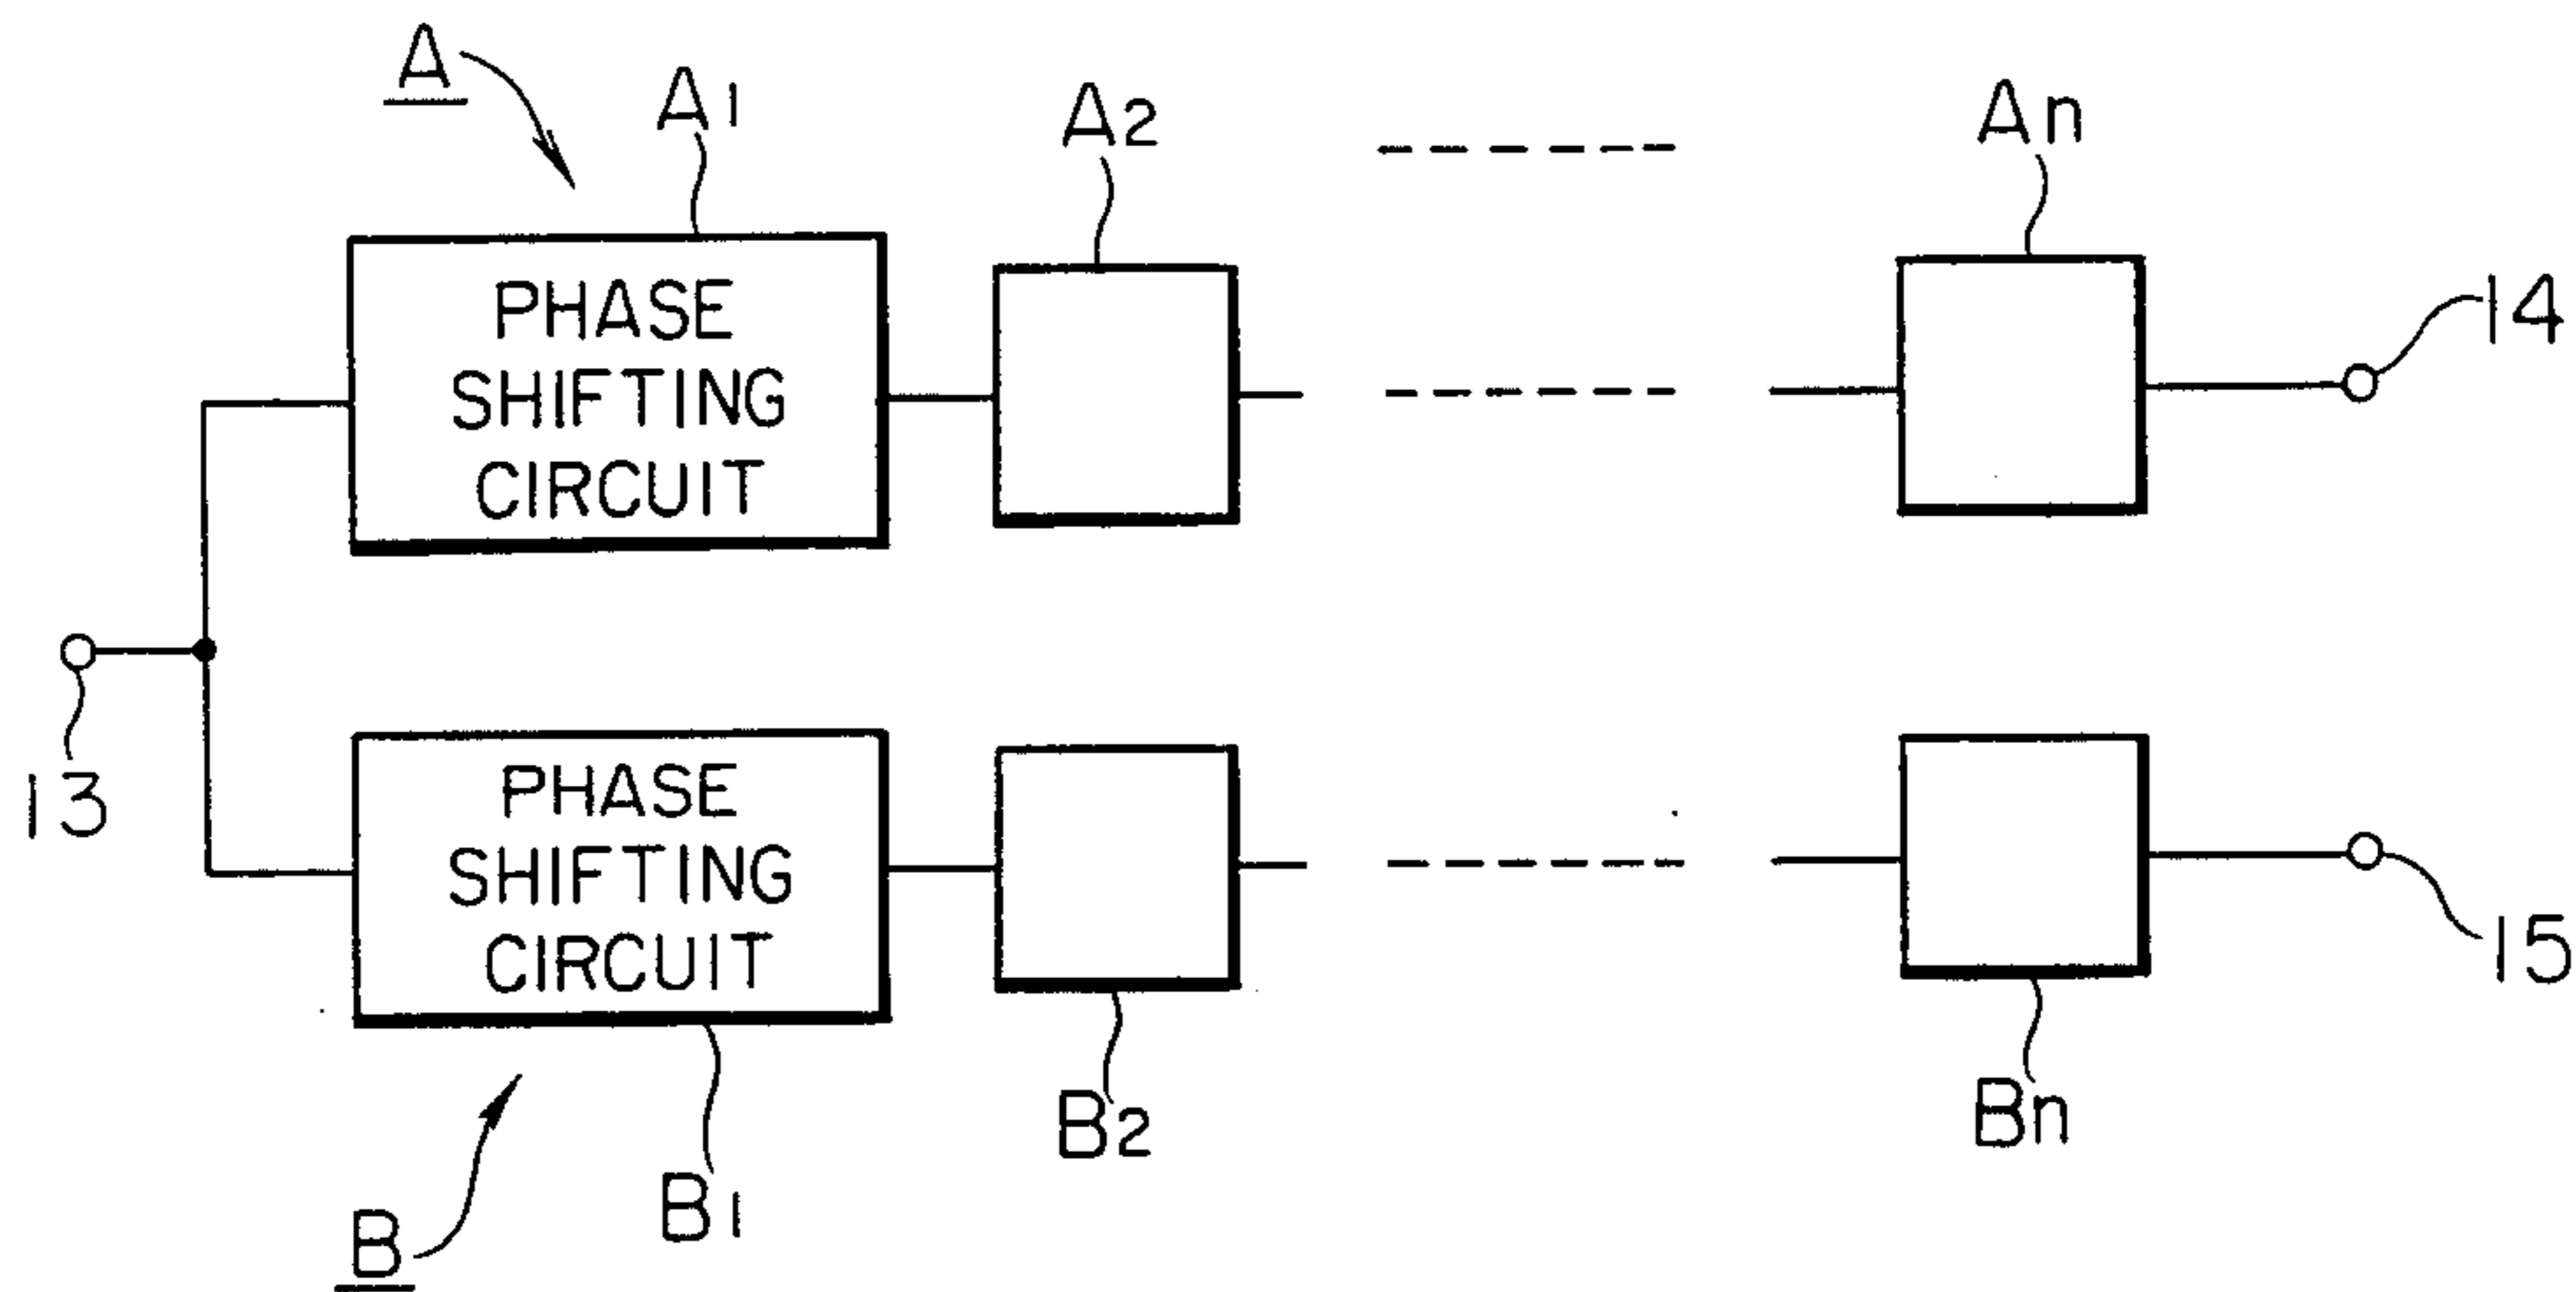 A
A1
A2
An
PHASE
SHIFTING
CIRCUIT
14
13
PHASE
SHIFTING
CIRCUIT
15
B
B1
B2
Bn